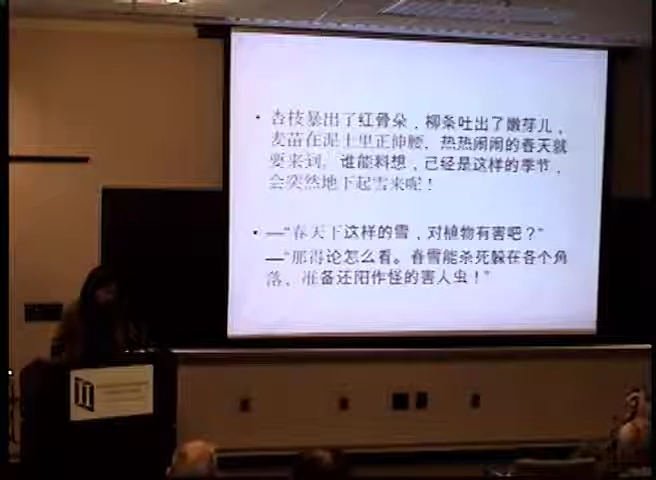 • 杏枝暴出了红骨朵，柳条吐出了嫩芽儿，
麦苗在泥土里正伸腰，热热闹闹的春天就
要来到。谁能料想，已经是这样的季节，
会突然地下起雪来呢！
• —“春天下这样的雪，对植物有害吧？”
—“那得论怎么看。春雪能杀死躲在各个角
落、准备还阳作怪的害人虫！”